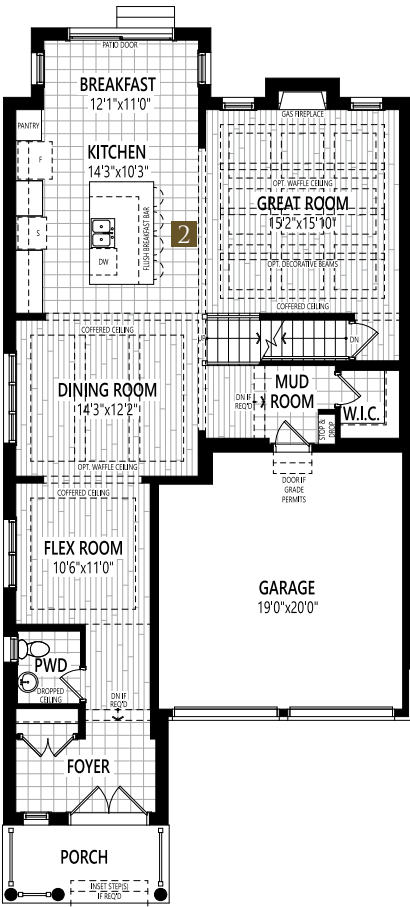 PATIO DOOR
BREAKFAST
12'1"x11'0"
PANTRY
KITCHEN
14'3"x10'3"
F
S
DW
FLUSH BREAKFAST BAR
2
GAS FIREPLACE
OPT. WAFFLE CEILING
GREAT ROOM
15'2"x15'10"
OPT. DECORATIVE BEAMS
COFFERED CEILING
COFFERED CEILING
UP
DN
DINING ROOM
14'3"x12'2"
OPT. WAFFLE CEILING
DN IF
REQ'D
MUD
ROOM
STOP &
DROP
W.I.C.
DOOR IF
GRADE
PERMITS
COFFERED CEILING
FLEX ROOM
10'6"x11'0"
GARAGE
19'0"x20'0"
PWD
DROPPED
CEILING
DN IF
REQ'D
FOYER
PORCH
INSET STEP(S)
IF REQ'D